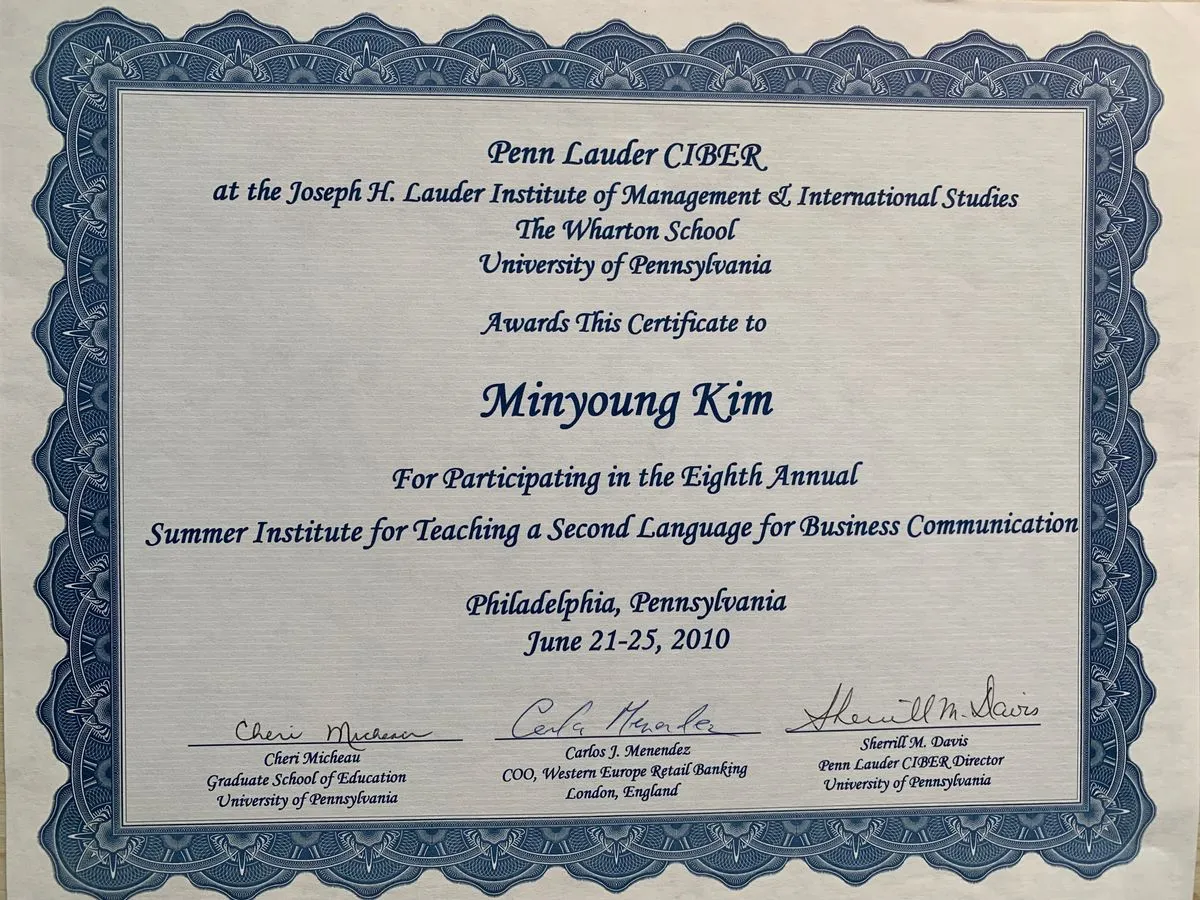 Penn Lauder CIBER
at the Joseph H. Lauder Institute of Management & International Studies
The Wharton School
University of Pennsylvania
Awards This Certificate to
Minyoung Kim
For Participating in the Eighth Annual
Summer Institute for Teaching a Second Language for Business Communication
Philadelphia, Pennsylvania
June 21-25, 2010
Cheri Micheau
Cheri Micheau
Graduate School of Education
University of Pennsylvania
Carlos J. Menendez
COO, Western Europe Retail Banking
London, England
Sherrill M. Davis
Sherrill M. Davis
Penn Lauder CIBER Director
University of Pennsylvania